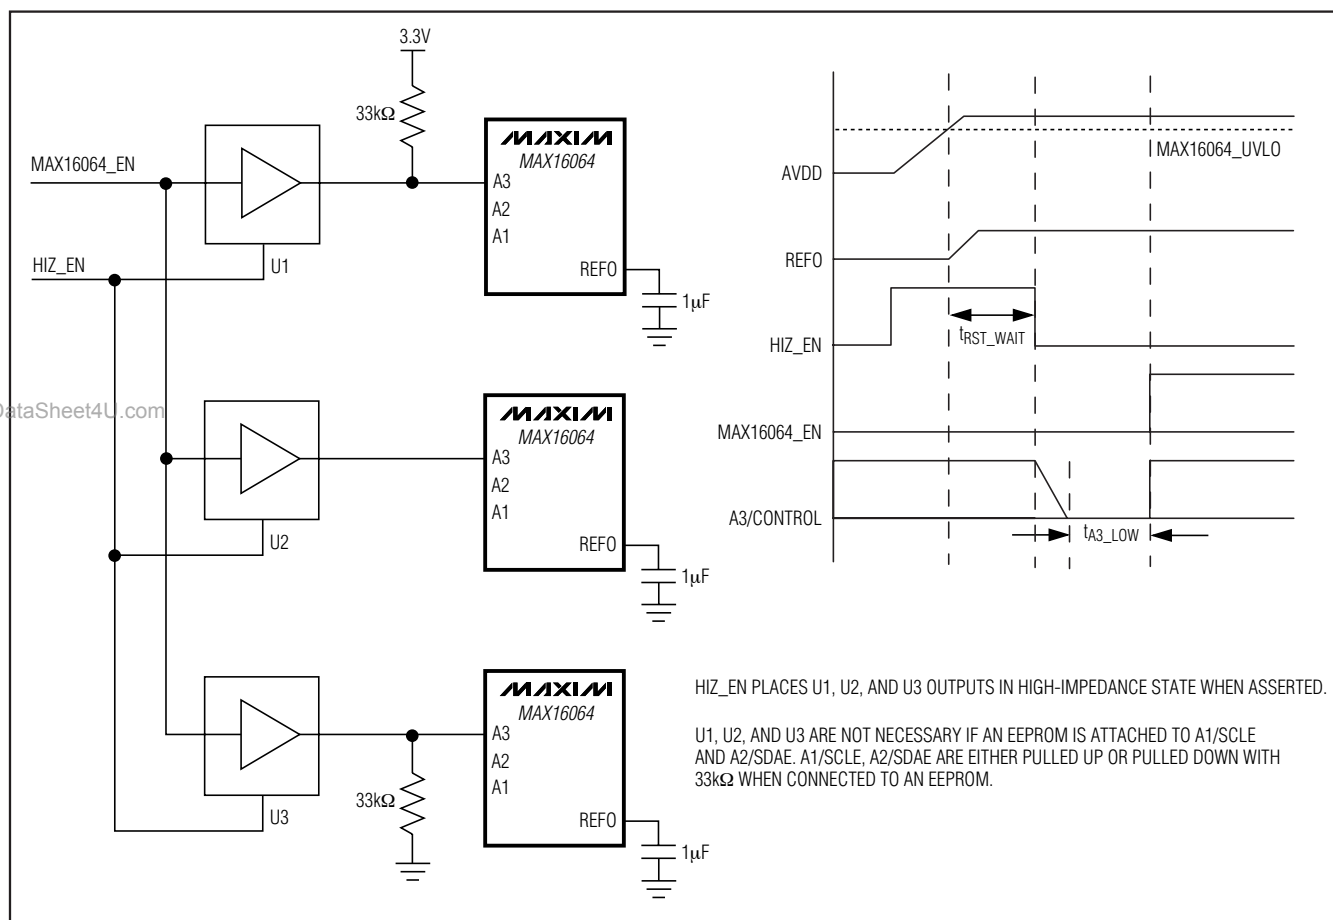 3.3V
33kΩ
MAXIM
MAX16064
MAX16064_EN
A3
A2
A1
HIZ_EN
U1
REFO
1µF
DataSheet4U.com
MAXIM
MAX16064
A3
A2
A1
U2
REFO
1µF
MAXIM
MAX16064
A3
A2
A1
33kΩ
U3
REFO
1µF
MAX16064_UVLO
AVDD
REFO
tRST_WAIT
HIZ_EN
MAX16064_EN
A3/CONTROL
tA3_LOW
HIZ_EN PLACES U1, U2, AND U3 OUTPUTS IN HIGH-IMPEDANCE STATE WHEN ASSERTED.
U1, U2, AND U3 ARE NOT NECESSARY IF AN EEPROM IS ATTACHED TO A1/SCLE
AND A2/SDAE. A1/SCLE, A2/SDAE ARE EITHER PULLED UP OR PULLED DOWN WITH
33kΩ WHEN CONNECTED TO AN EEPROM.